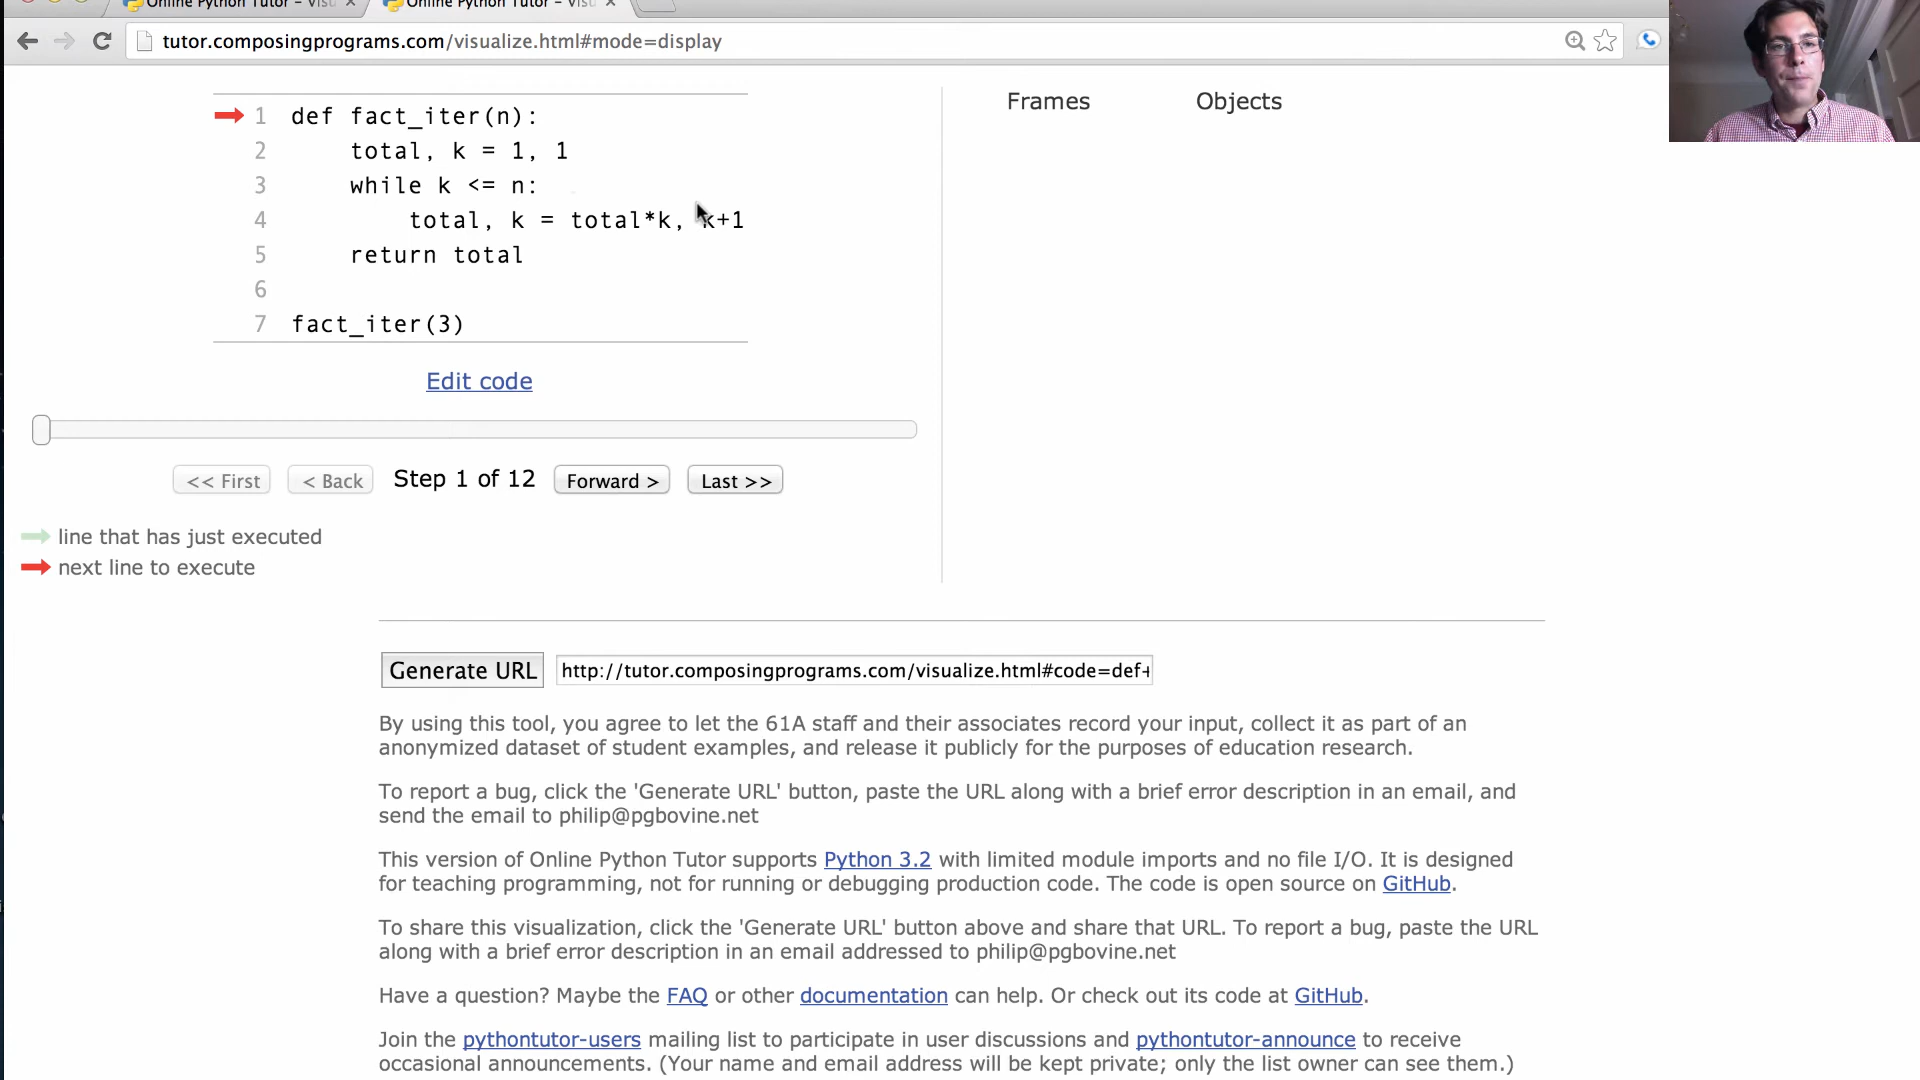 Online Python Tutor - Visu
Online Python Tutor - Visu
tutor.composingprograms.com/visualize.html#mode=display
1 def fact_iter(n):
2 total, k = 1, 1
3 while k <= n:
4 total, k = total*k, k+1
5 return total
6
7 fact_iter(3)
Edit code
<< First < Back Step 1 of 12 Forward > Last >>
line that has just executed
next line to execute
Frames Objects
Generate URL http://tutor.composingprograms.com/visualize.html#code=def+
By using this tool, you agree to let the 61A staff and their associates record your input, collect it as part of an
anonymized dataset of student examples, and release it publicly for the purposes of education research.
To report a bug, click the 'Generate URL' button, paste the URL along with a brief error description in an email, and
send the email to philip@pgbovine.net
This version of Online Python Tutor supports Python 3.2 with limited module imports and no file I/O. It is designed
for teaching programming, not for running or debugging production code. The code is open source on GitHub.
To share this visualization, click the 'Generate URL' button above and share that URL. To report a bug, paste the URL
along with a brief error description in an email addressed to philip@pgbovine.net
Have a question? Maybe the FAQ or other documentation can help. Or check out its code at GitHub.
Join the pythontutor-users mailing list to participate in user discussions and pythontutor-announce to receive
occasional announcements. (Your name and email address will be kept private; only the list owner can see them.)